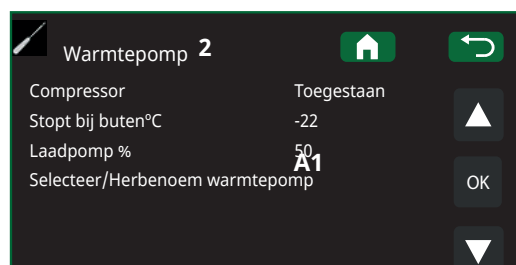 Warmtepomp 2
Compressor Toegestaan
Stopt bij buten°C -22
Laadpomp % 50
A1
Selecteer/Herbenoem warmtepomp
OK